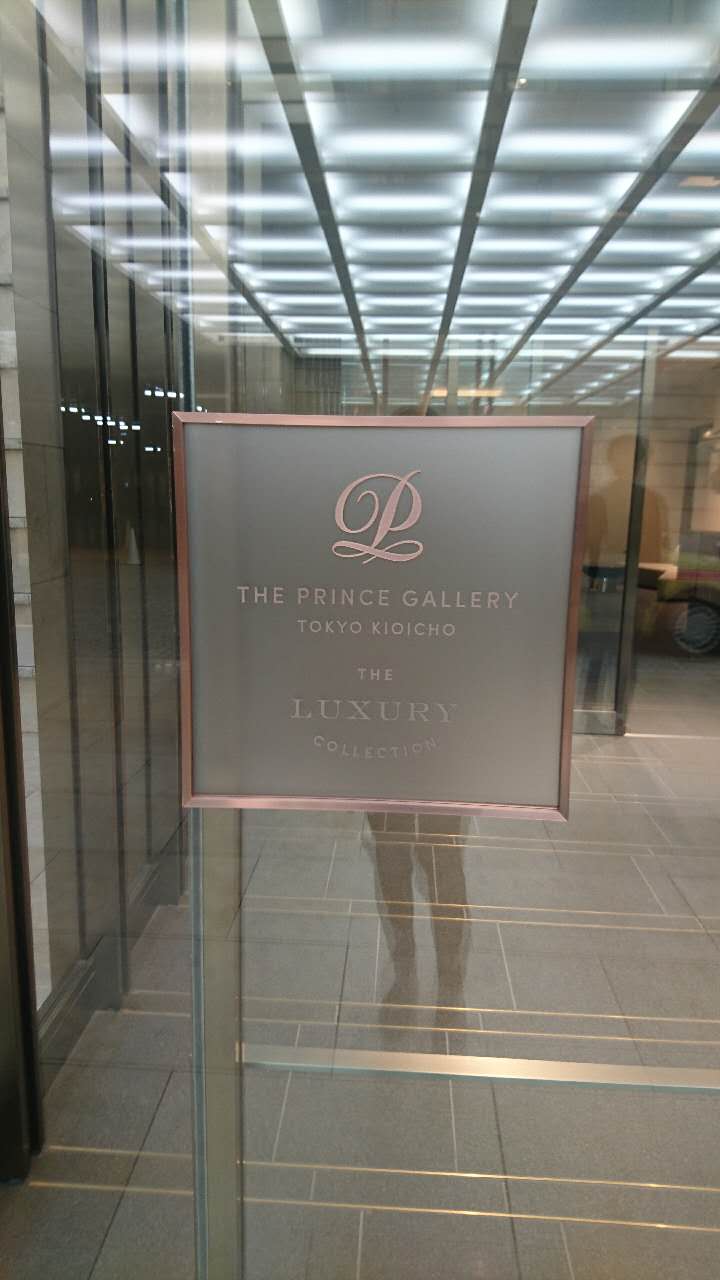 P
THE PRINCE GALLERY
TOKYO KIOICHO
THE
LUXURY
COLLECTION